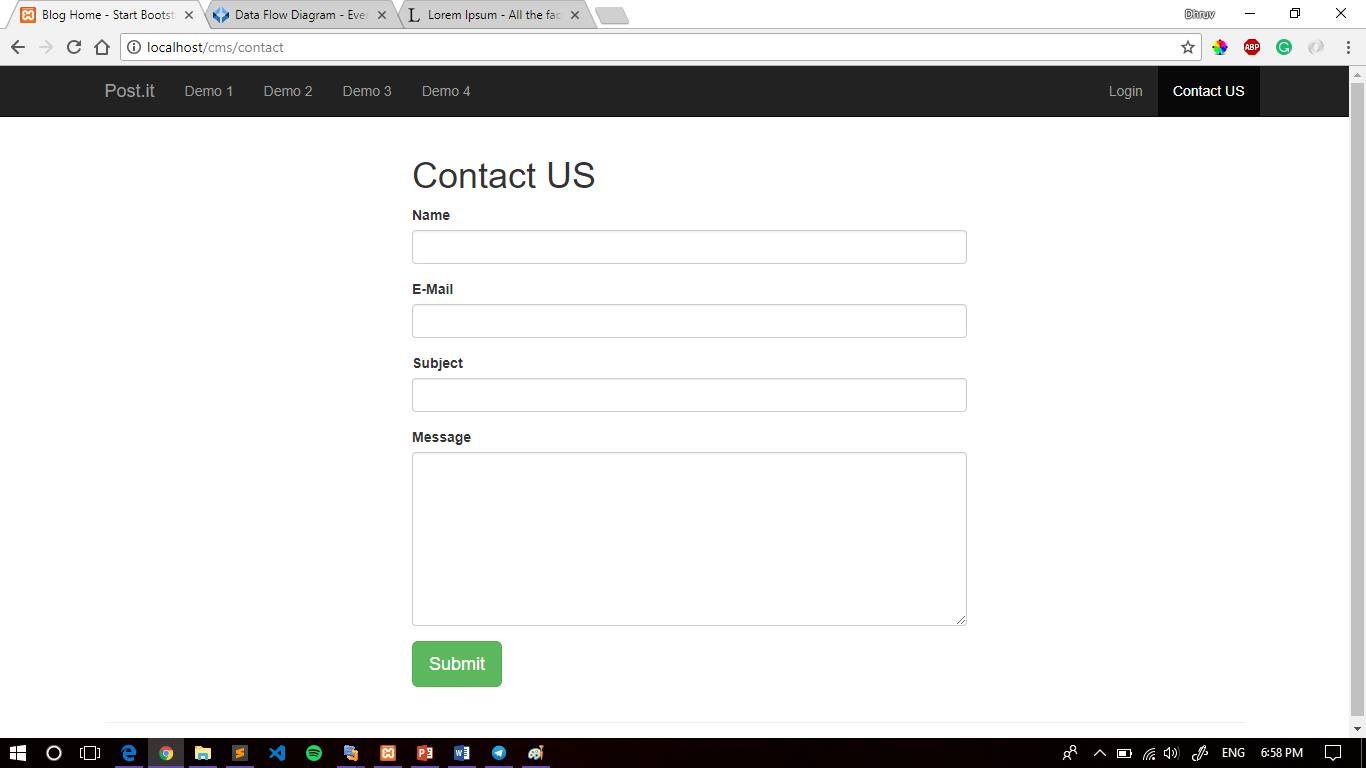 Blog Home - Start Bootst
Data Flow Diagram - Ever
Lorem Ipsum - All the fac
Dhruv
localhost/cms/contact
ABP
Post.it Demo 1 Demo 2 Demo 3 Demo 4 Login Contact US
Contact US
Name
E-Mail
Subject
Message
Submit
ENG 6:58 PM